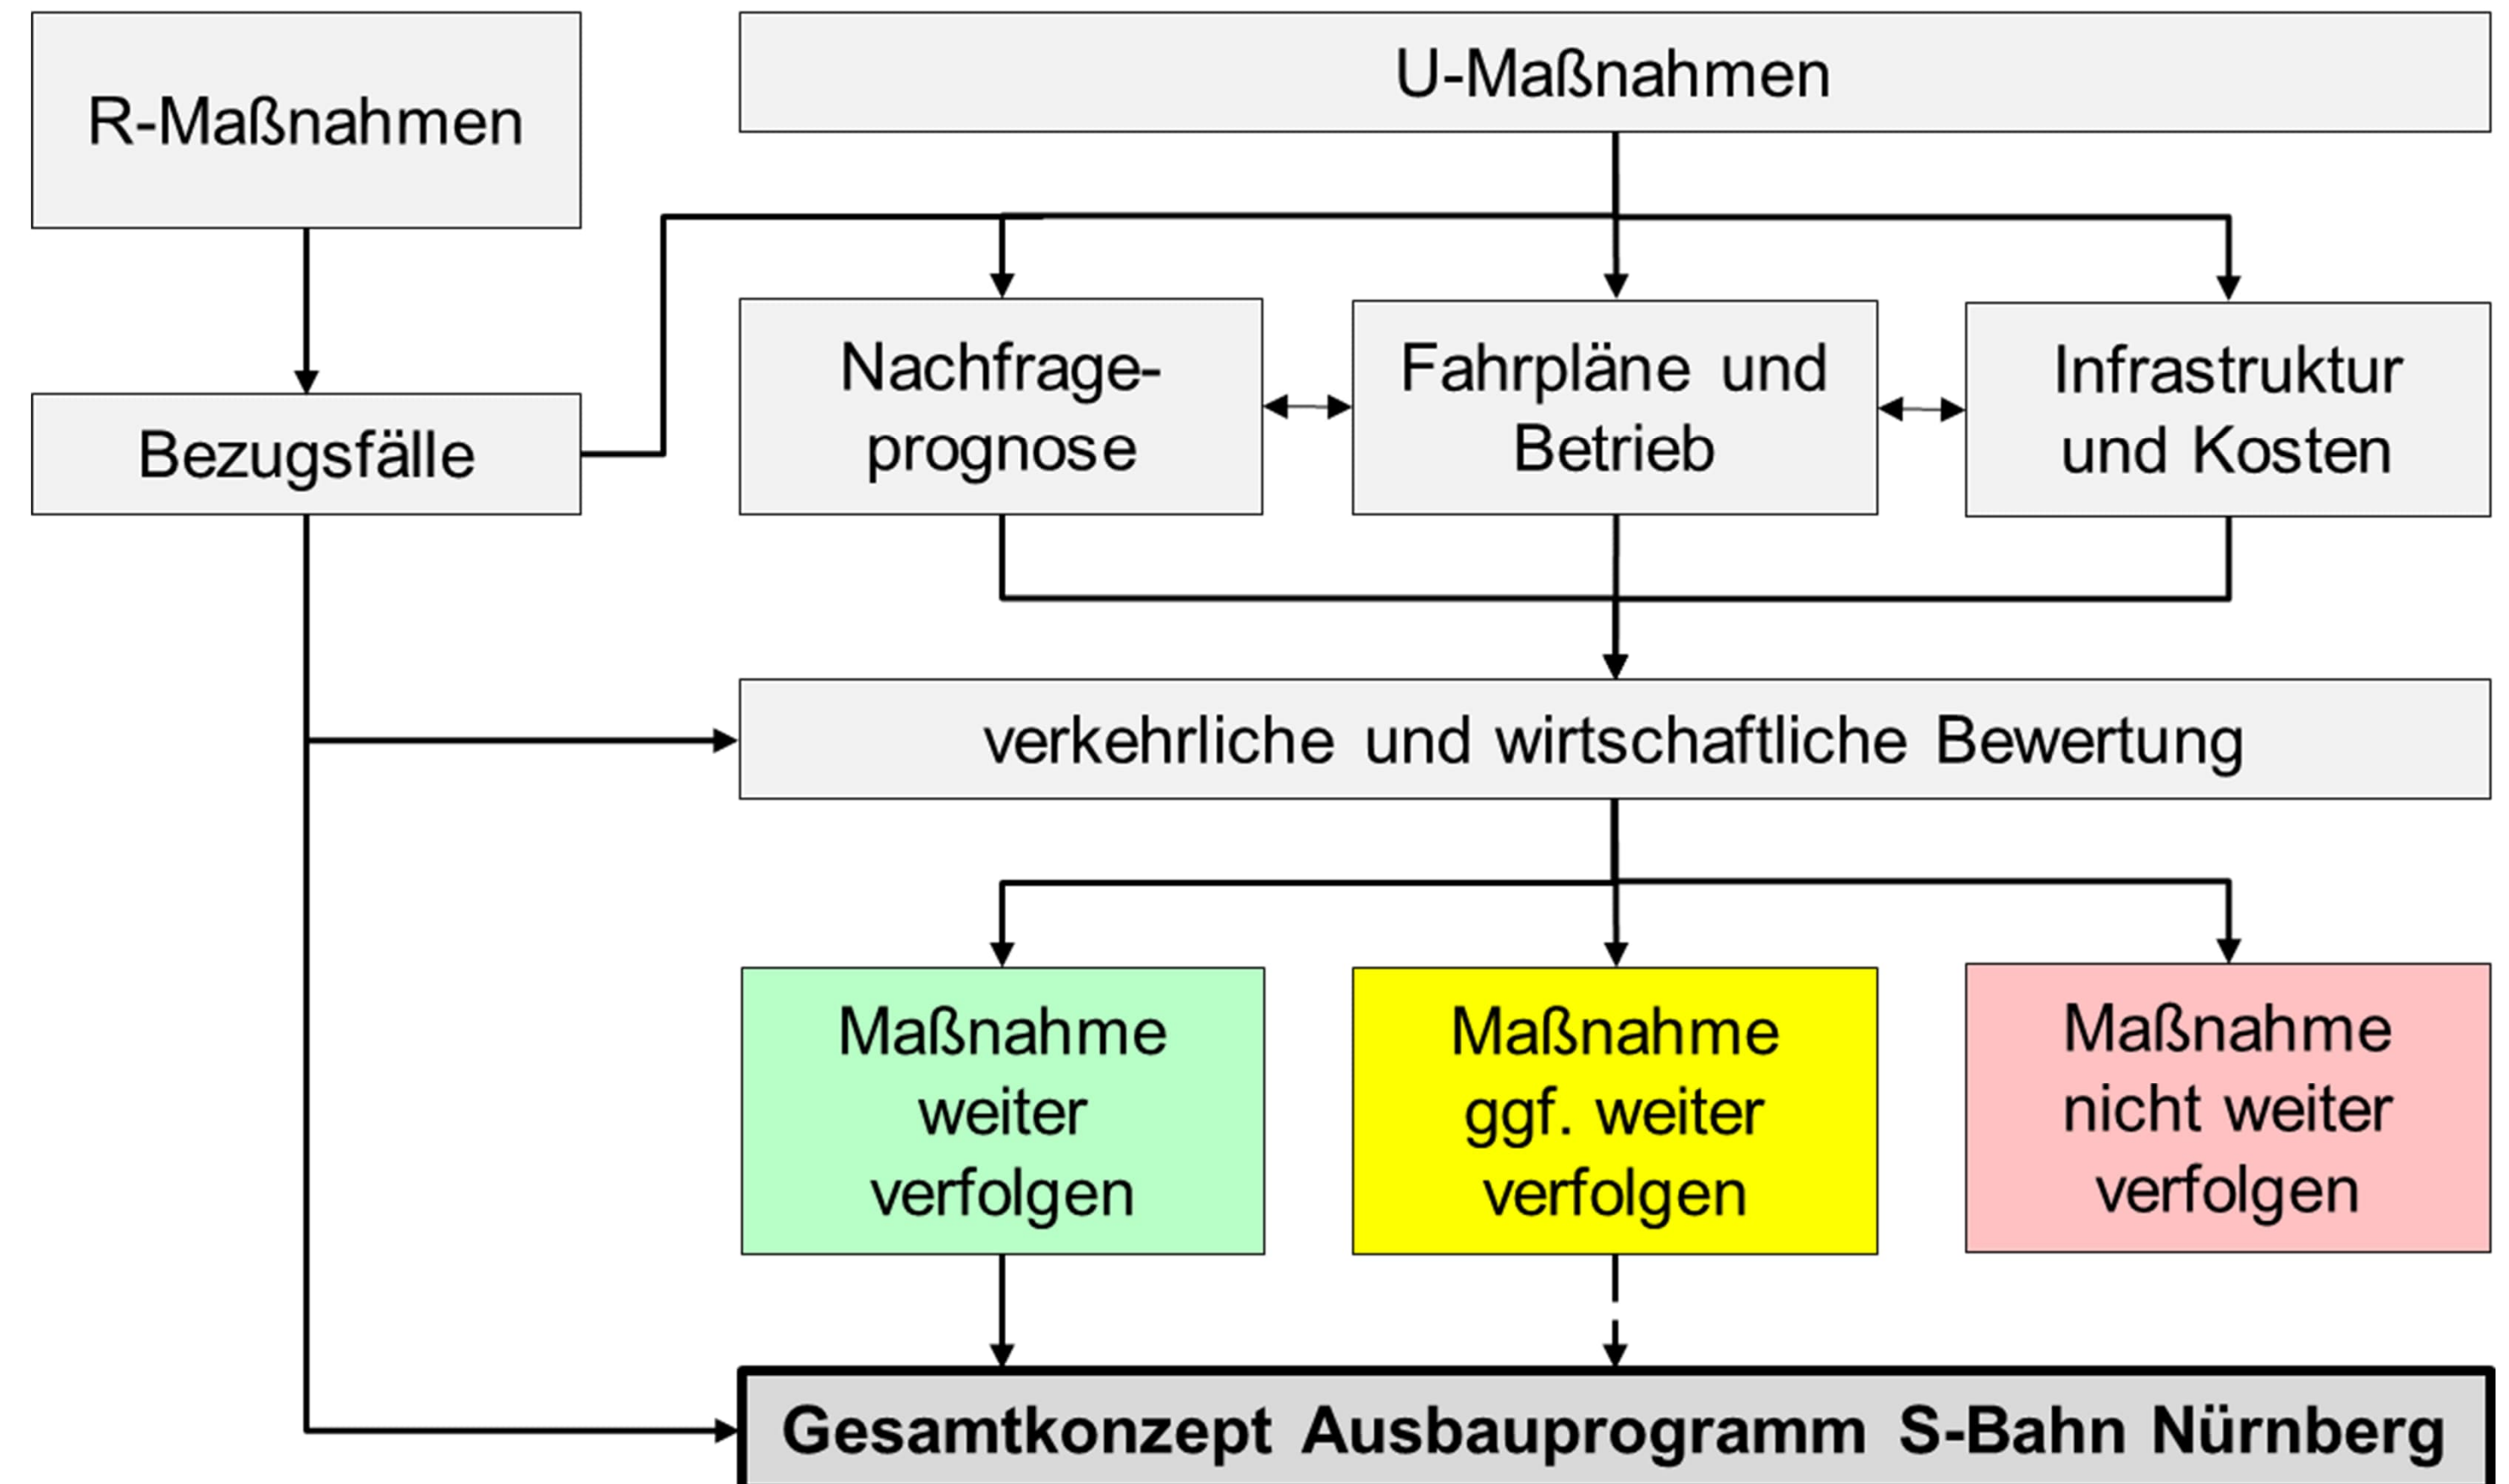 R-Maßnahmen
U-Maßnahmen
Bezugsfälle
Nachfrage-
prognose
Fahrpläne und
Betrieb
Infrastruktur
und Kosten
verkehrliche und wirtschaftliche Bewertung
Maßnahme
weiter
verfolgen
Maßnahme
ggf. weiter
verfolgen
Maßnahme
nicht weiter
verfolgen
Gesamtkonzept Ausbauprogramm S-Bahn Nürnberg